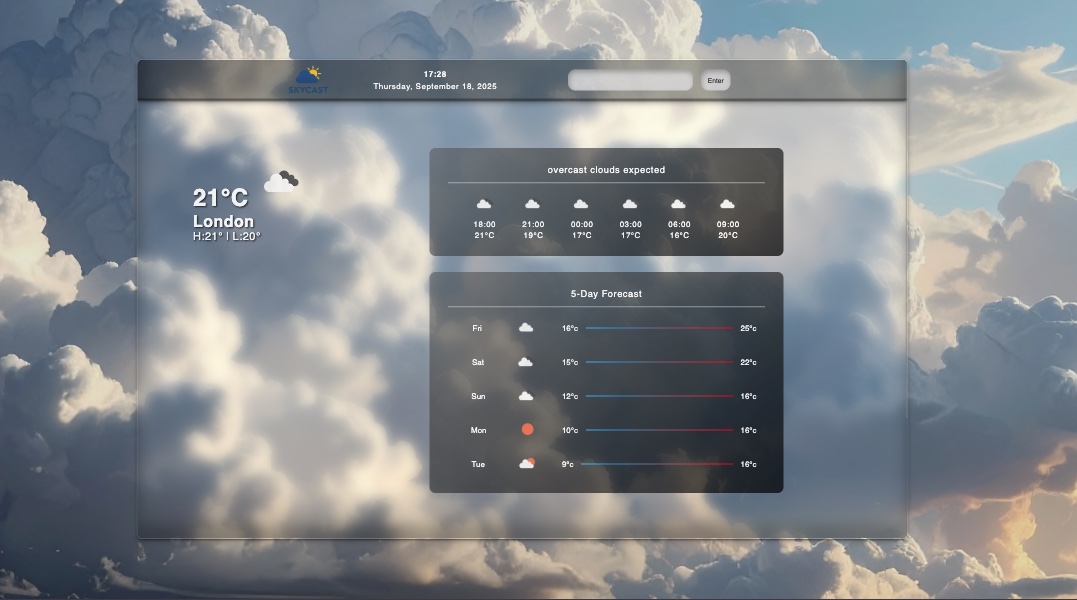 SKYCAST
17:28
Thursday, September 18, 2025
Enter
21°C
London
H:21° | L:20°
overcast clouds expected
18:00 21:00 00:00 03:00 06:00 09:00
21°C 19°C 17°C 17°C 16°C 20°C
5-Day Forecast
Fri 16°c 25°c
Sat 15°c 22°c
Sun 12°c 16°c
Mon 10°c 16°c
Tue 9°c 16°c